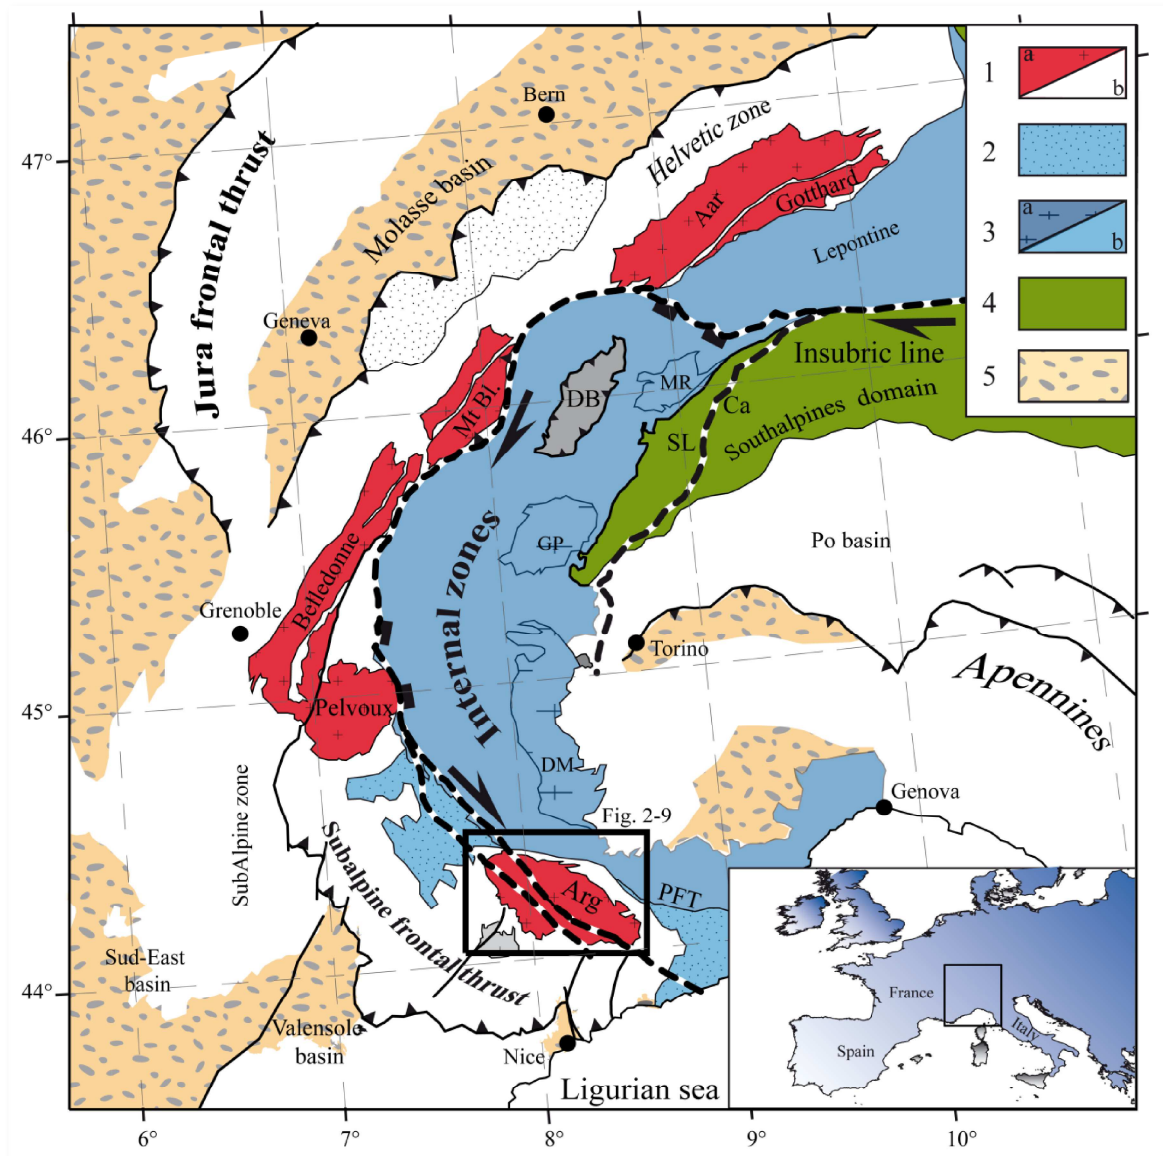 Bern
Helvetic zone
1
a
b
2
3
a
b
4
5
47°
46°
45°
44°
Jura frontal thrust
Molasse basin
Aar
Gotthard
Lepontine
Geneva
Insubric line
Mt Bl.
DB
MR
Ca
SL
Southalpines domain
Internal zones
GP
Po basin
Belledonne
Grenoble
Torino
Apennines
Pelvoux
DM
Genova
SubAlpine zone
Subalpine frontal thrust
Fig. 2-9
Arg
PFT
Sud-East
basin
Valensole
basin
Nice
Ligurian sea
France
Italy
Spain
6°
7°
8°
9°
10°